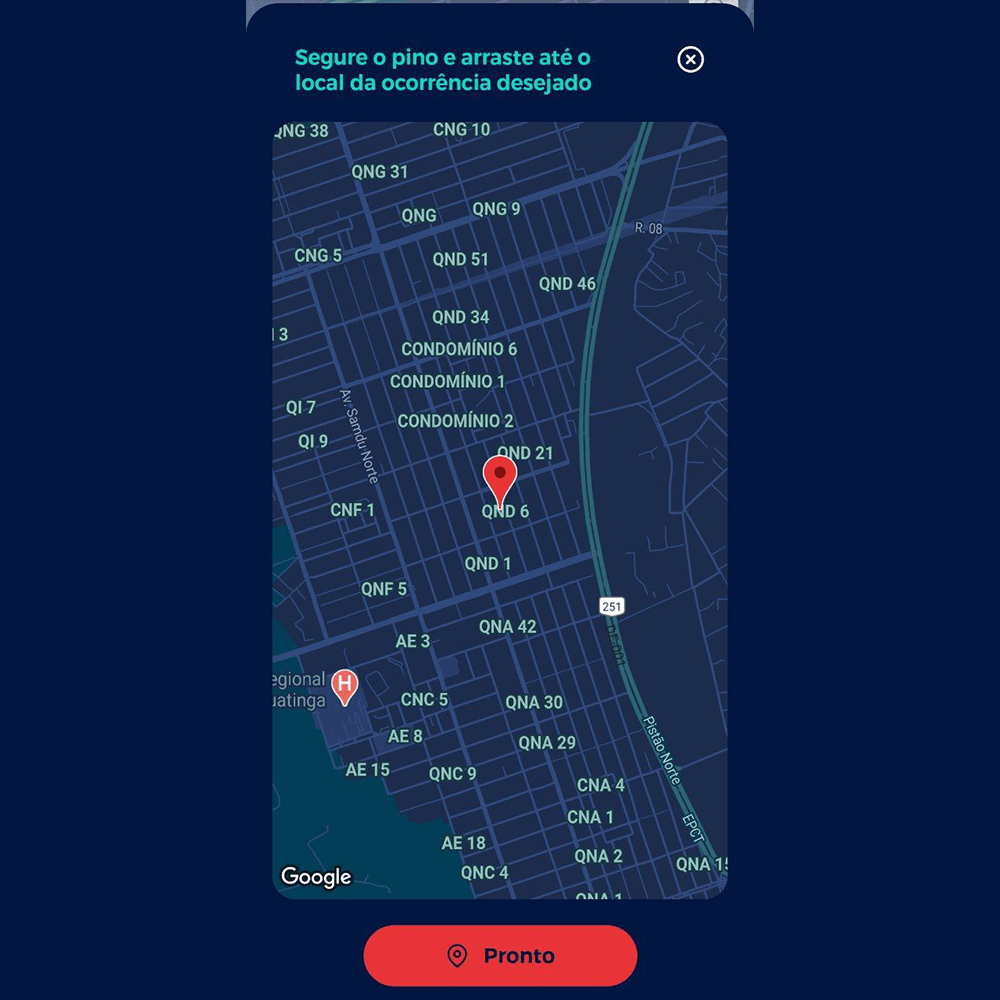 Segure o pino e arraste até o
local da ocorrência desejado
QNG 38
CNG 10
QNG 31
QNG
QNG 9
R. 08
CNG 5
QND 51
QND 46
QND 34
3
CONDOMÍNIO 6
CONDOMÍNIO 1
QI 7
Av. Samdu Norte
CONDOMÍNIO 2
QI 9
QND 21
CNF 1
QND 6
QND 1
QNF 5
251
QNA 42
AE 3
DF-001
egional
uatinga
H
CNC 5
QNA 30
AE 8
QNA 29
Pistão Norte
AE 15
QNC 9
CNA 4
CNA 1
EPCT
AE 18
QNA 2
QNA 15
QNC 4
Google
QNA 1
Pronto